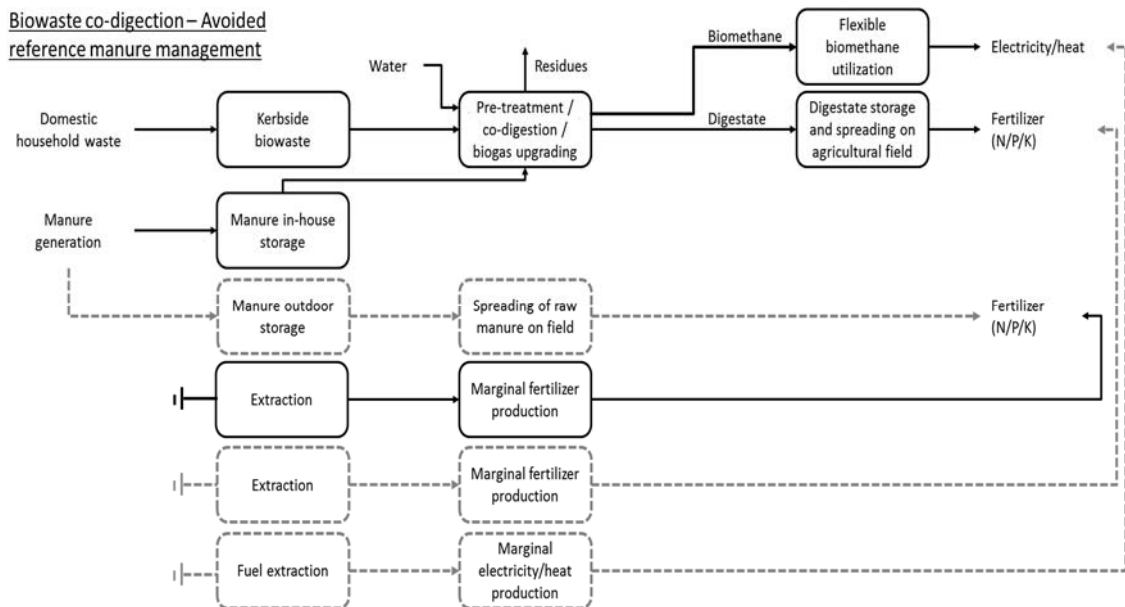 Biowaste co-digestion – Avoided
reference manure management
Water
Residues
Biomethane
Flexible
biomethane
utilization
Electricity/heat
Domestic
household waste
Kerbside
biowaste
Pre-treatment /
co-digestion /
biogas upgrading
Digestate
Digestate storage
and spreading on
agricultural field
Fertilizer
(N/P/K)
Manure
generation
Manure in-house
storage
Manure outdoor
storage
Spreading of raw
manure on field
Fertilizer
(N/P/K)
Extraction
Marginal fertilizer
production
Extraction
Marginal fertilizer
production
Fuel extraction
Marginal
electricity/heat
production